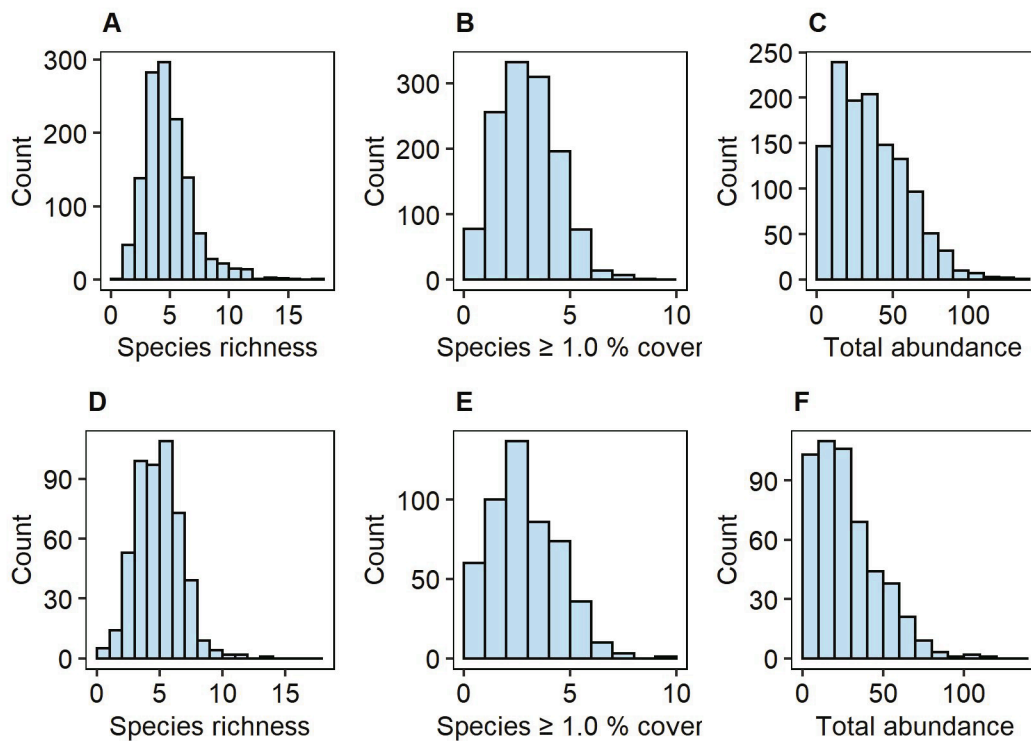 A B C
300
200
100
0
Count
0 5 10 15
Species richness
300
200
100
0
Count
0 5 10
Species ≥ 1.0 % cover
250
200
150
100
50
0
Count
0 50 100
Total abundance
D E F
90
60
30
0
Count
0 5 10 15
Species richness
100
50
0
Count
0 5 10
Species ≥ 1.0 % cover
90
60
30
0
Count
0 50 100
Total abundance